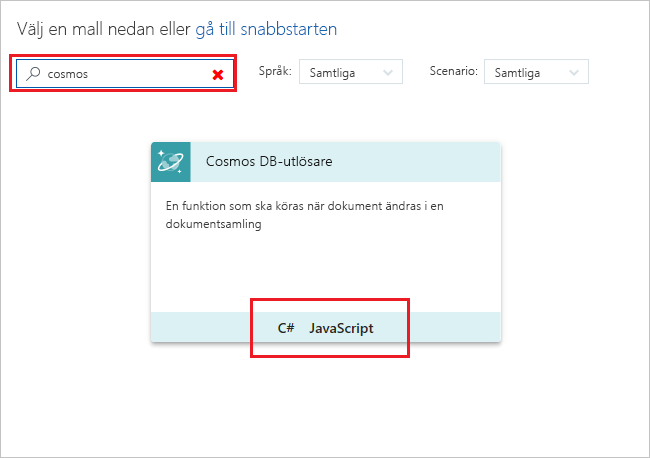 Välj en mall nedan eller gå till snabbstarten
cosmos
Språk: Samtliga
Scenario: Samtliga
Cosmos DB-utlösare
En funktion som ska köras när dokument ändras i en
dokumentsamling
C# JavaScript